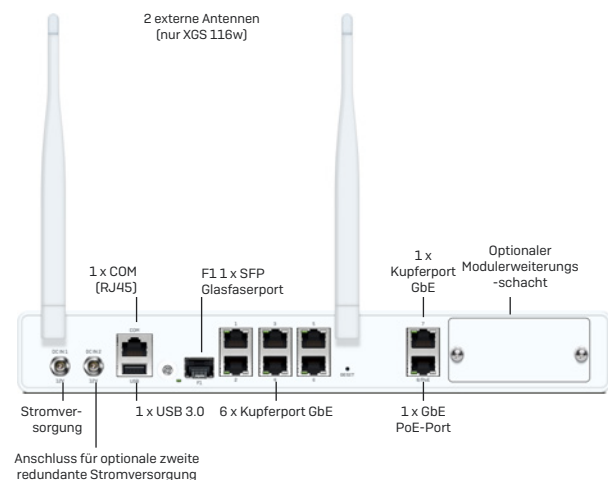 2 externe Antennen
(nur XGS 116w)
1 x COM
(RJ45)
F1 1 x SFP
Glasfaserport
1 x
Kupferport
GbE
Optionaler
Modulerweiterungs
-schacht
COM
1
3
5
7
DC IN 1
DC IN 2
12V
12V
USB
F1
2
4
6
RESET
8/PoE
Stromver-
sorgung
1 x USB 3.0
6 x Kupferport GbE
1 x GbE
PoE-Port
Anschluss für optionale zweite
redundante Stromversorgung